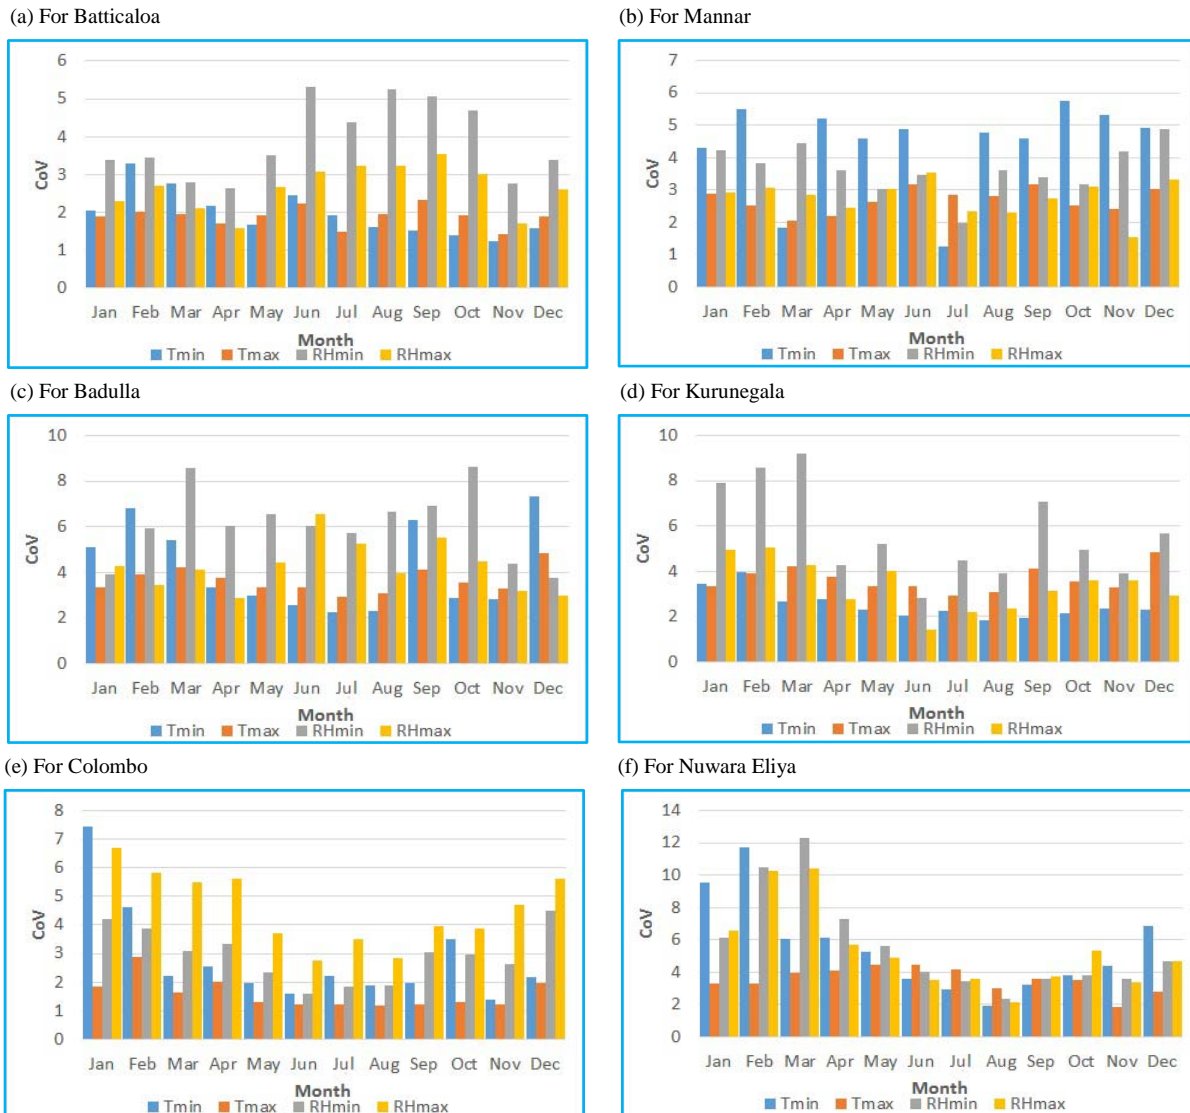 (a) For Batticaloa
6
5
4
3
2
1
0
CoV
Jan Feb Mar Apr May Jun Jul Aug Sep Oct Nov Dec
Month
Tmin Tmax RHmin RHmax
(b) For Mannar
7
6
5
4
3
2
1
0
CoV
Jan Feb Mar Apr May Jun Jul Aug Sep Oct Nov Dec
Month
Tmin Tmax RHmin RHmax
(c) For Badulla
10
8
6
4
2
0
CoV
Jan Feb Mar Apr May Jun Jul Aug Sep Oct Nov Dec
Month
Tmin Tmax RHmin RHmax
(d) For Kurunegala
10
8
6
4
2
0
CoV
Jan Feb Mar Apr May Jun Jul Aug Sep Oct Nov Dec
Month
Tmin Tmax RHmin RHmax
(e) For Colombo
8
7
6
5
4
3
2
1
0
CoV
Jan Feb Mar Apr May Jun Jul Aug Sep Oct Nov Dec
Month
Tmin Tmax RHmin RHmax
(f) For Nuwara Eliya
14
12
10
8
6
4
2
0
CoV
Jan Feb Mar Apr May Jun Jul Aug Sep Oct Nov Dec
Month
Tmin Tmax RHmin RHmax